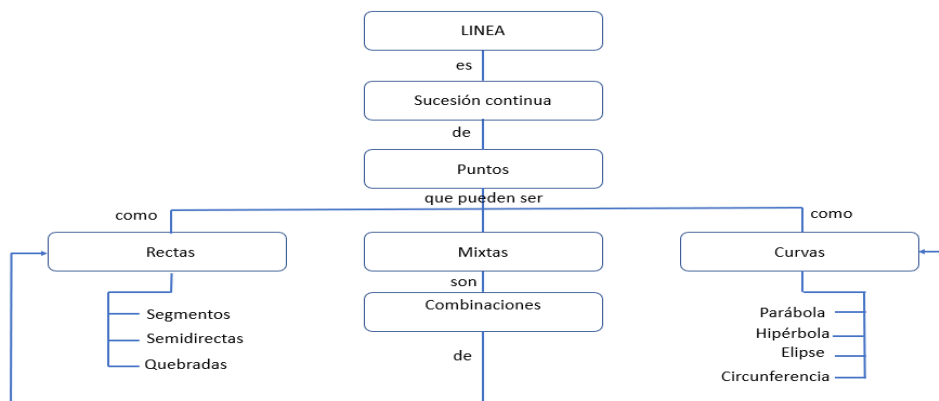 LINEA
es
Sucesión continua
de
Puntos
que pueden ser
como
como
Rectas
Mixtas
Curvas
son
Segmentos
Semidirectas
Quebradas
Combinaciones
de
Parábola
Hipérbola
Elipse
Circunferencia